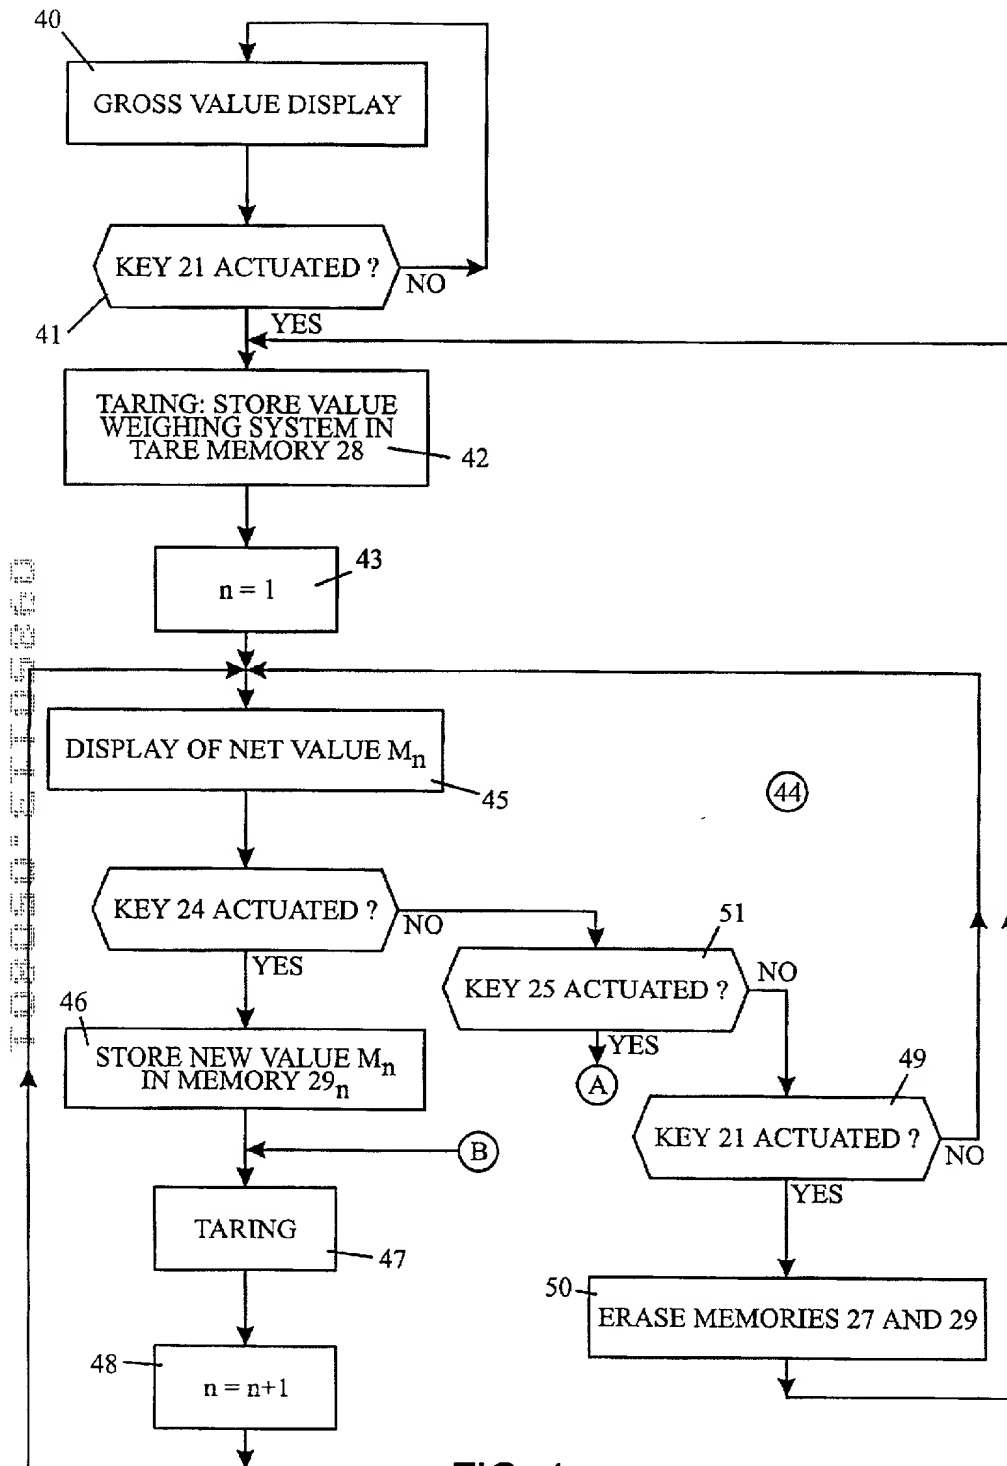 40
GROSS VALUE DISPLAY
KEY 21 ACTUATED ?
NO
41
YES
TARING: STORE VALUE
WEIGHING SYSTEM IN
TARE MEMORY 28
42
43
n = 1
DISPLAY OF NET VALUE Mn
45
44
KEY 24 ACTUATED ?
NO
YES
51
KEY 25 ACTUATED ?
NO
YES
A
46
STORE NEW VALUE Mn
IN MEMORY 29n
49
KEY 21 ACTUATED ?
NO
YES
B
TARING
47
50
ERASE MEMORIES 27 AND 29
48
n = n+1